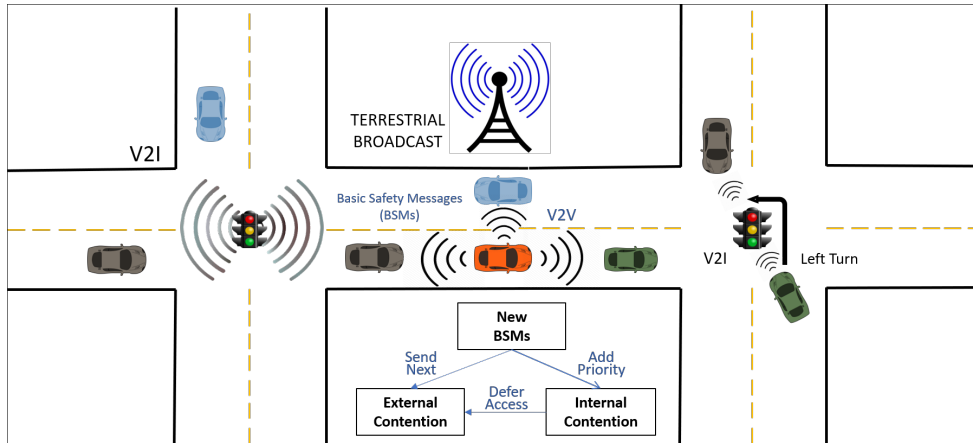 TERRESTRIAL
BROADCAST
V2I
Basic Safety Messages
(BSMs)
V2V
V2I
Left Turn
New
BSMs
Send
Next
Add
Priority
External
Contention
Defer
Access
Internal
Contention